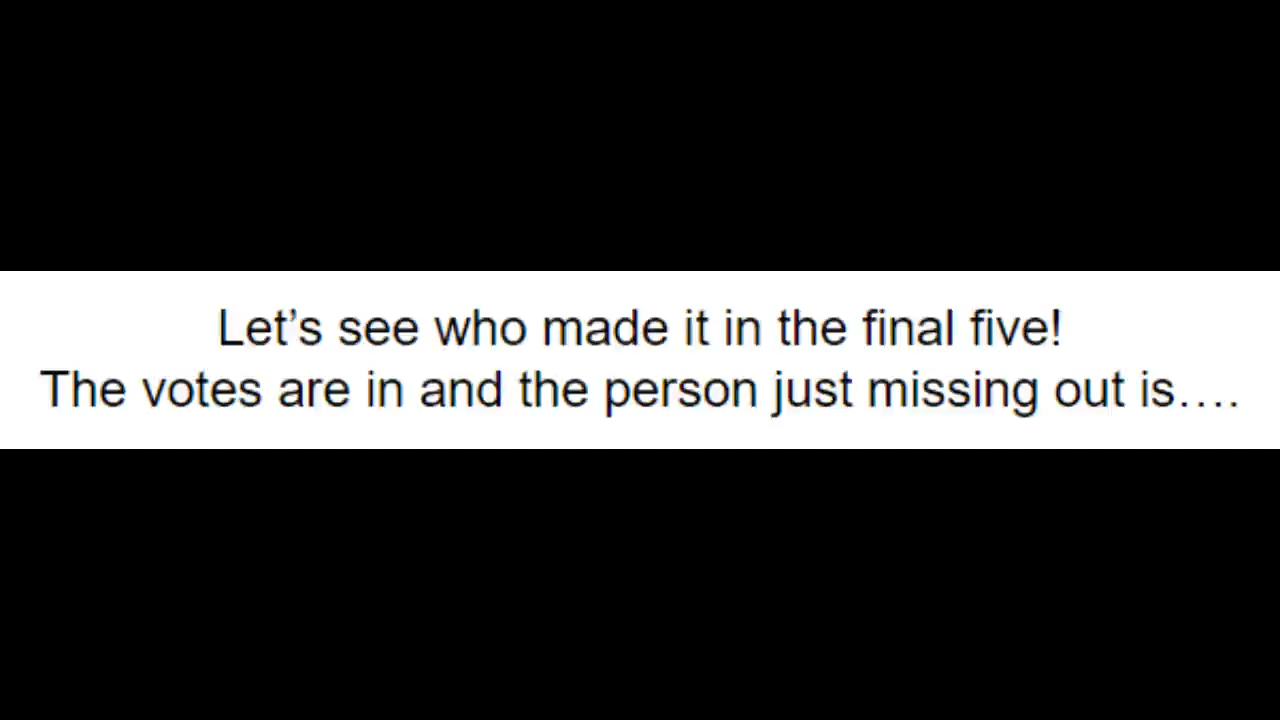 Let’s see who made it in the final five!
The votes are in and the person just missing out is….